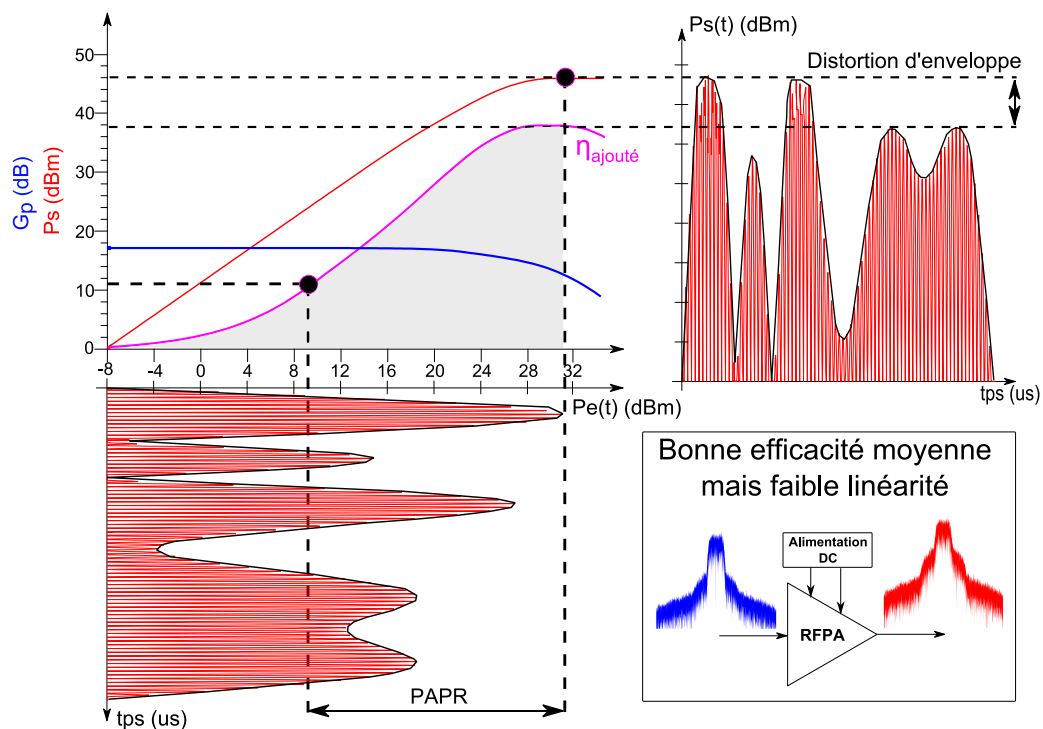 Ps(t) (dBm)
Distortion d'enveloppe
50
40
30
20
10
0
Gp (dB)
Ps (dBm)
ηajouté
-8
-4
0
4
8
12
16
20
24
28
32
Pe(t) (dBm)
tps (us)
PAPR
tps (us)
Bonne efficacité moyenne
mais faible linéarité
Alimentation
DC
RFPA